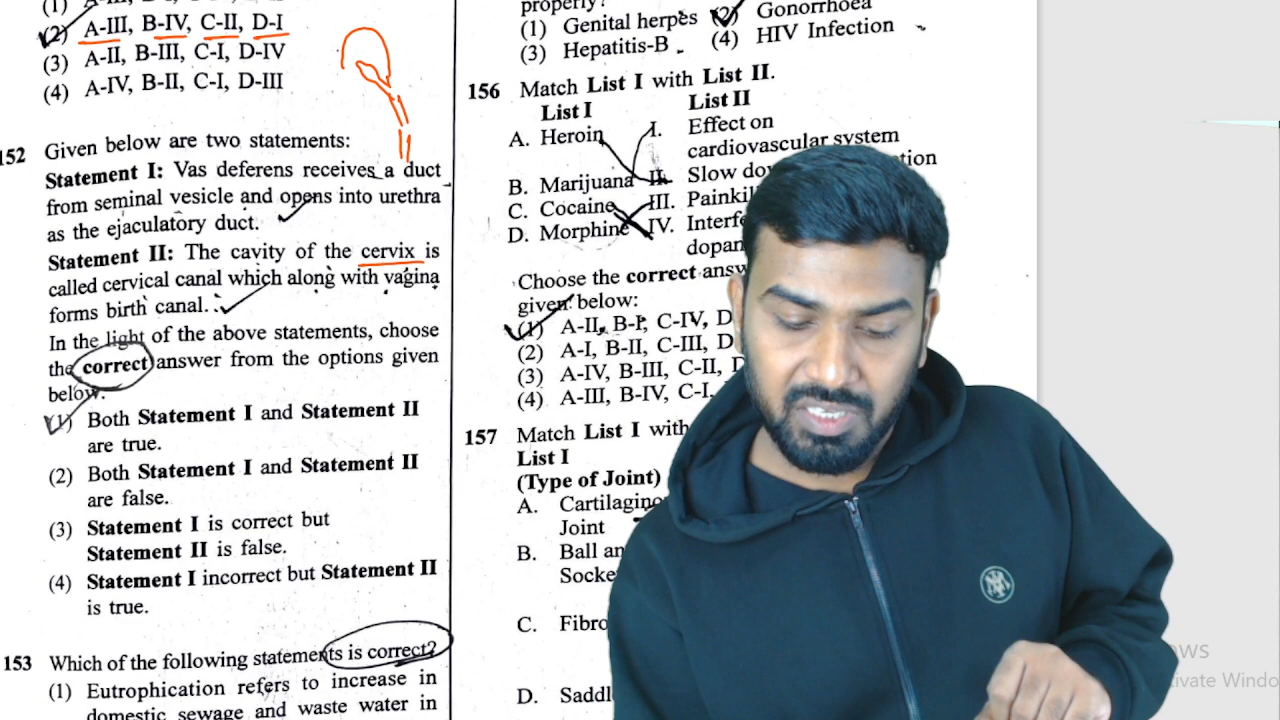 (2) A-III, B-IV, C-II, D-I
(3) A-II, B-III, C-I, D-IV
(4) A-IV, B-II, C-I, D-III
152 Given below are two statements:
Statement I: Vas deferens receives a duct
from seminal vesicle and opens into urethra
as the ejaculatory duct.
Statement II: The cavity of the cervix is
called cervical canal which along with vagina
forms birth canal.
In the light of the above statements, choose
the correct answer from the options given
below:
(1) Both Statement I and Statement II
are true.
(2) Both Statement I and Statement II
are false.
(3) Statement I is correct but
Statement II is false.
(4) Statement I incorrect but Statement II
is true.
153 Which of the following statements is correct?
(1) Eutrophication refers to increase in
domestic sewage and waste water in
properly?
(1) Genital herpes (2) Gonorrhoea
(3) Hepatitis-B (4) HIV Infection
156 Match List I with List II.
List I List II
A. Heroin I. Effect on
cardiovascular system
B. Marijuana II. Slow
C. Cocaine III.
D. Morphine IV.
Choose the correct
given below:
(1) A-II, B-I, C-IV, D
(2) A-I, B-II, C-III, D
(3) A-IV, B-III, C-II, D
(4) A-III, B-IV, C-I,
157 Match List I with
List I
(Type of Joint)
A.
Joint
B. Ball
C.
D.